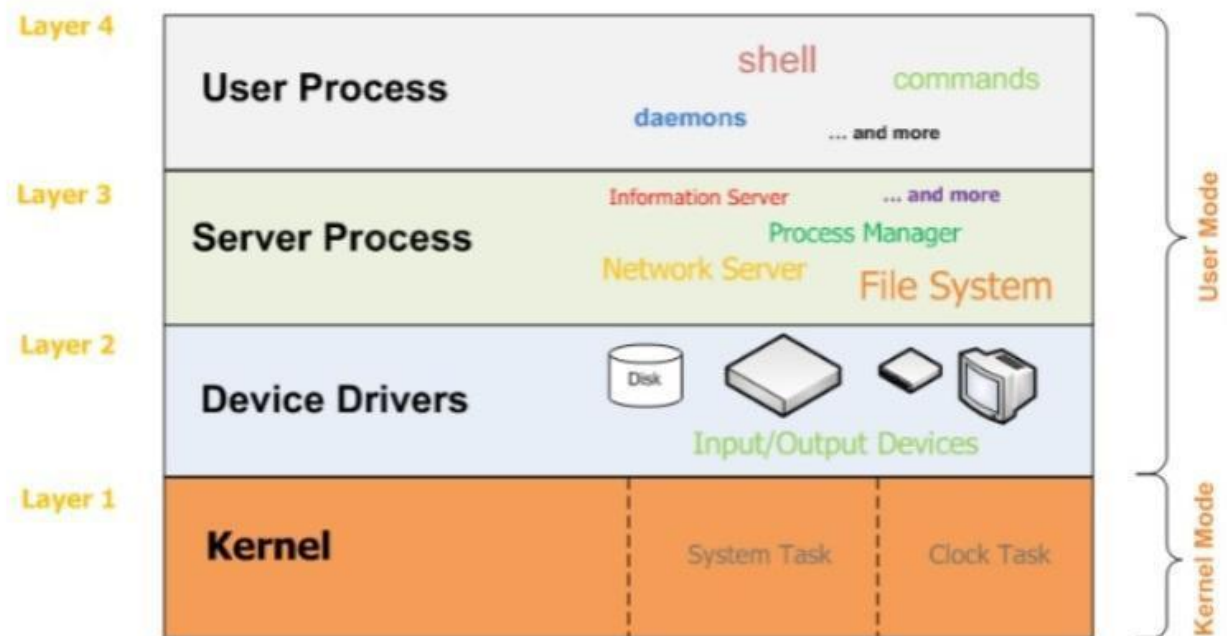 Layer 4
User Process
shell
commands
daemons
... and more
Layer 3
Server Process
Information Server
... and more
Process Manager
Network Server
File System
Layer 2
Device Drivers
Disk
Input/Output Devices
User Mode
Layer 1
Kernel
System Task
Clock Task
Kernel Mode